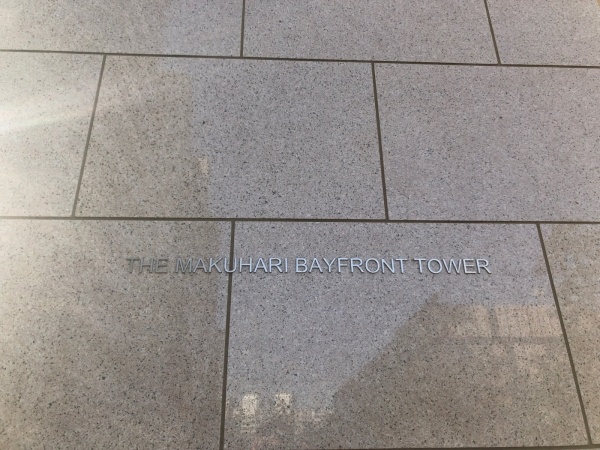 THE MAKUHARI BAYFRONT TOWER